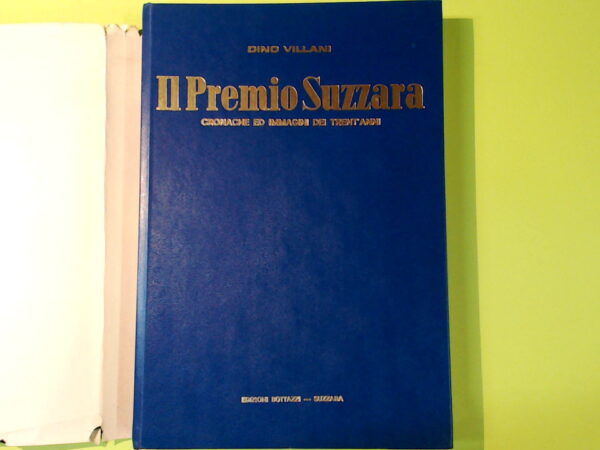 DINO VILLANI
Il Premio Suzzara
CRONACHE ED IMMAGINI DEI TRENT'ANNI
EDIZIONI BOTTAZZI --- SUZZARA